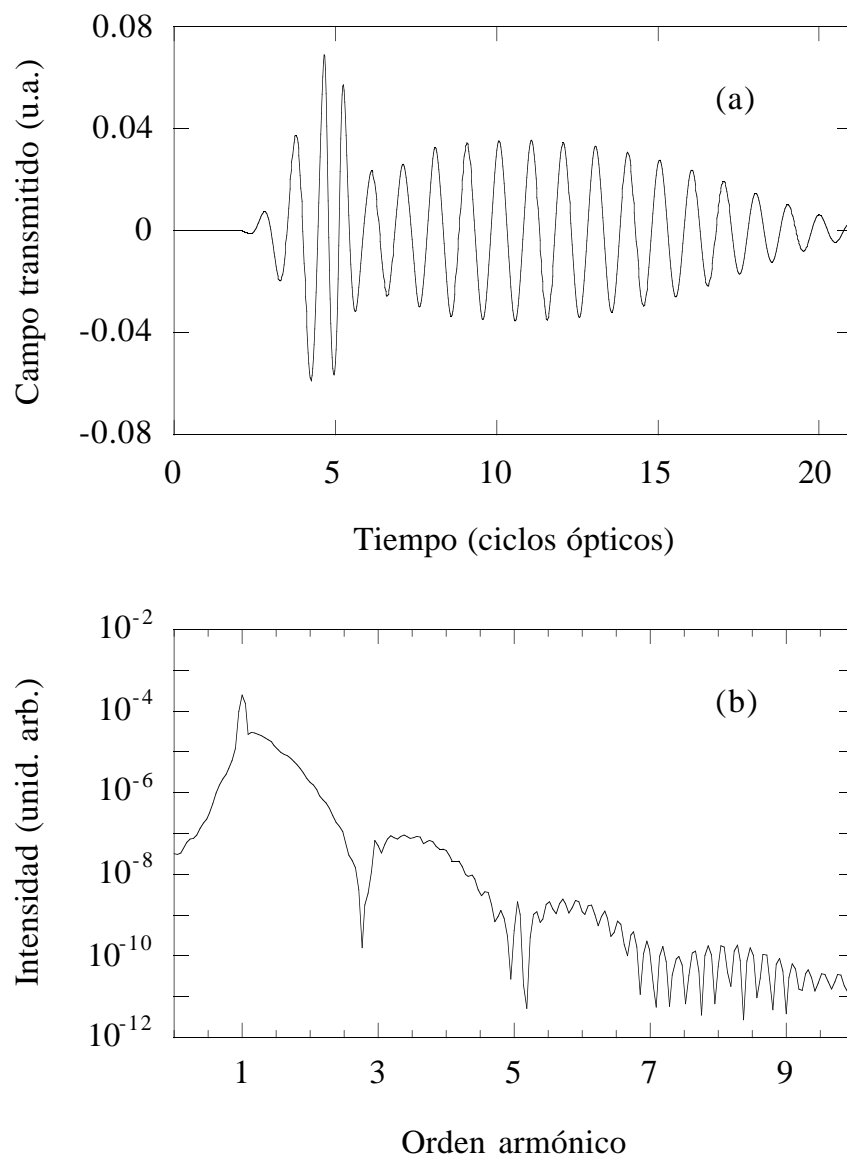 0.08
0.04
0
-0.04
-0.08
Campo transmitido (u.a.)
(a)
0 5 10 15 20
Tiempo (ciclos ópticos)
10-2
10-4
10-6
10-8
10-10
10-12
Intensidad (unid. arb.)
(b)
1 3 5 7 9
Orden armónico